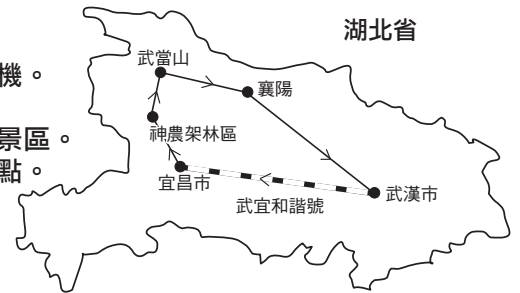 湖北省
機。
景區。
點。
武當山
襄陽
神農架林區
宜昌市
武漢市
武宜和諧號